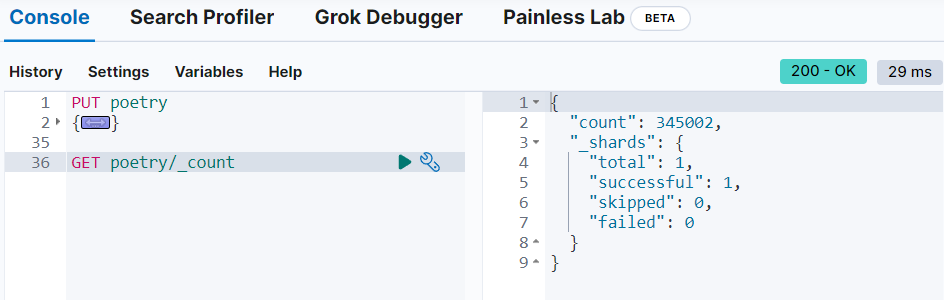 Console Search Profiler Grok Debugger Painless Lab BETA
History Settings Variables Help 200 - OK 29 ms
1 PUT poetry
2 {}
35
36 GET poetry/_count
1 {
2 "count": 345002,
3 "_shards": {
4 "total": 1,
5 "successful": 1,
6 "skipped": 0,
7 "failed": 0
8 }
9 }